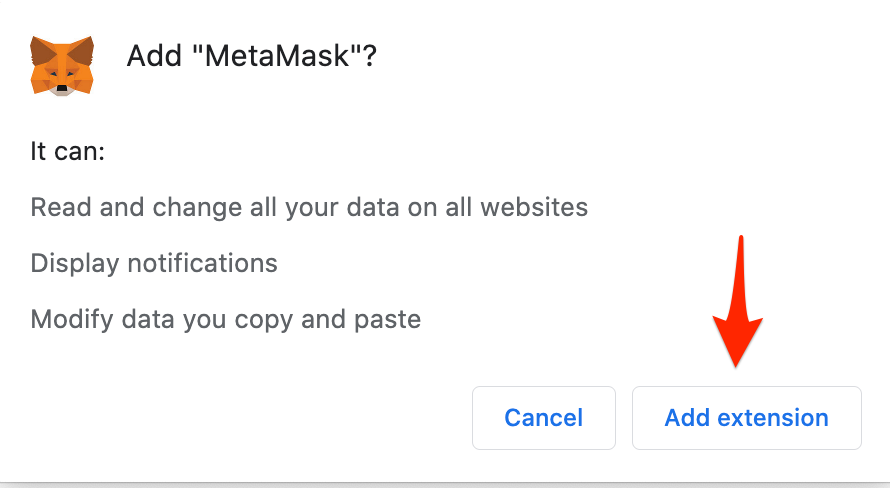 Add "MetaMask"?
It can:
Read and change all your data on all websites
Display notifications
Modify data you copy and paste
Cancel
Add extension